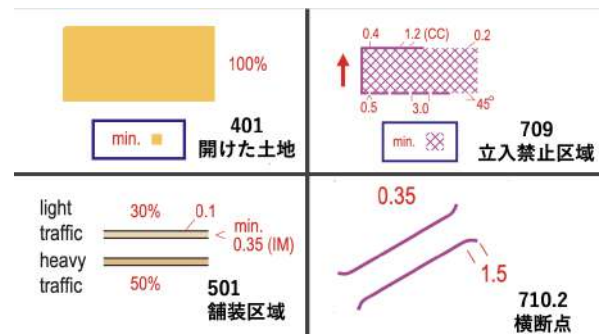 100%
min.
401
開けた土地
0.4
1.2 (CC)
0.2
0.5
3.0
45°
min.
709
立入禁止区域
light
traffic
30%
0.1
min.
0.35 (IM)
heavy
traffic
50%
501
舗装区域
0.35
1.5
710.2
横断点